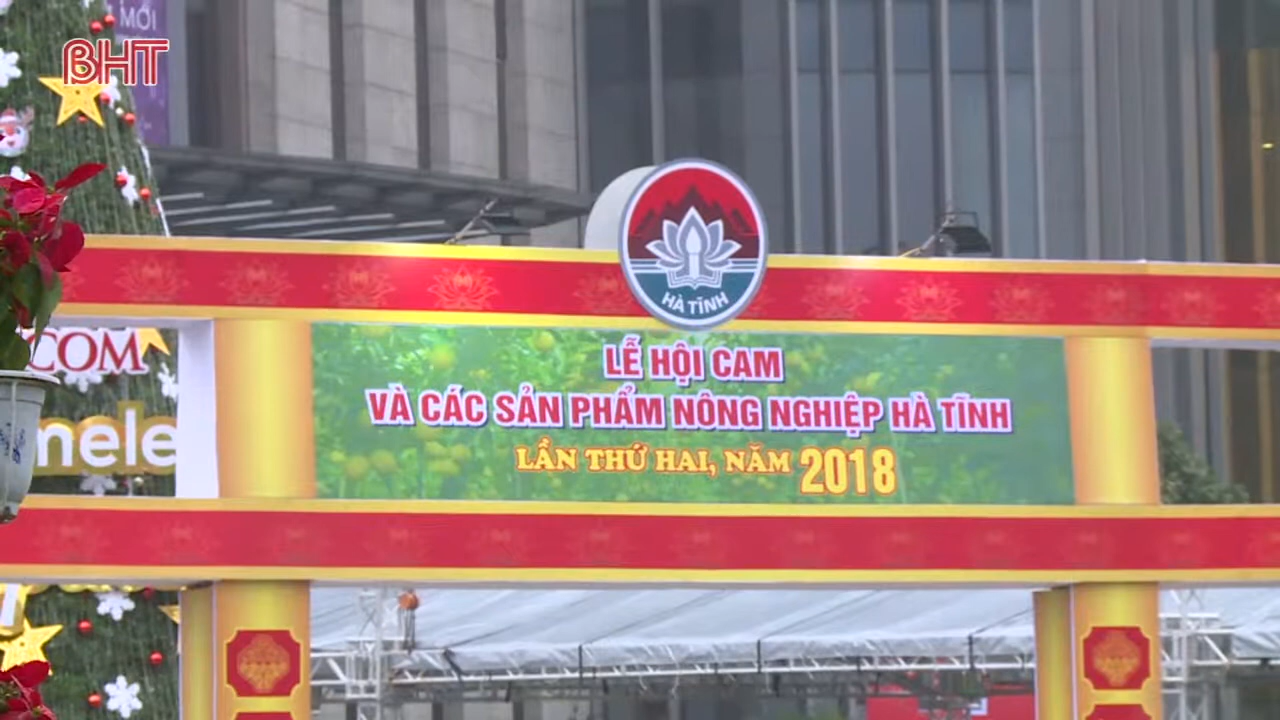 MỚI
BHT
HÀ TĨNH
COM
mele
LỄ HỘI CAM
VÀ CÁC SẢN PHẨM NÔNG NGHIỆP HÀ TĨNH
LẦN THỨ HAI, NĂM 2018